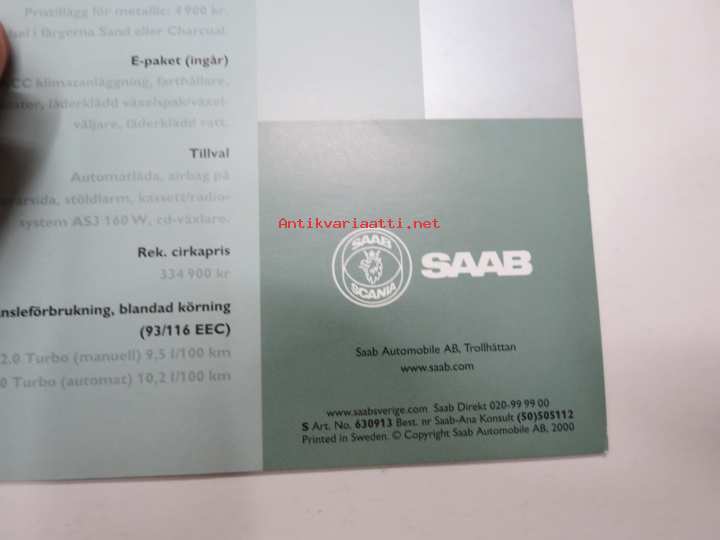 Pristillägg för metallic: 4 900 kr.
i färgerna Sand eller Charcoal.
E-paket (ingår)
CC klimatanläggning, farthållare,
läderklädd växelspak/växel-
väljare, läderklädd ratt.
Tillval
Automatlåda, airbag på
stöldlarm, kassett/radio-
system AS3 160 W, cd-växlare.
Rek. cirkapris
334 900 kr
nsleförbrukning, blandad körning
(93/116 EEC)
2.0 Turbo (manuell) 9,5 l/100 km
0 Turbo (automat) 10,2 l/100 km
Antikvariaatti.net
SAAB
SCANIA
SAAB
Saab Automobile AB, Trollhättan
www.saab.com
www.saabsverige.com Saab Direkt 020-99 99 00
S Art. No. 630913 Best. nr Saab-Ana Konsult (50)505112
Printed in Sweden. © Copyright Saab Automobile AB, 2000